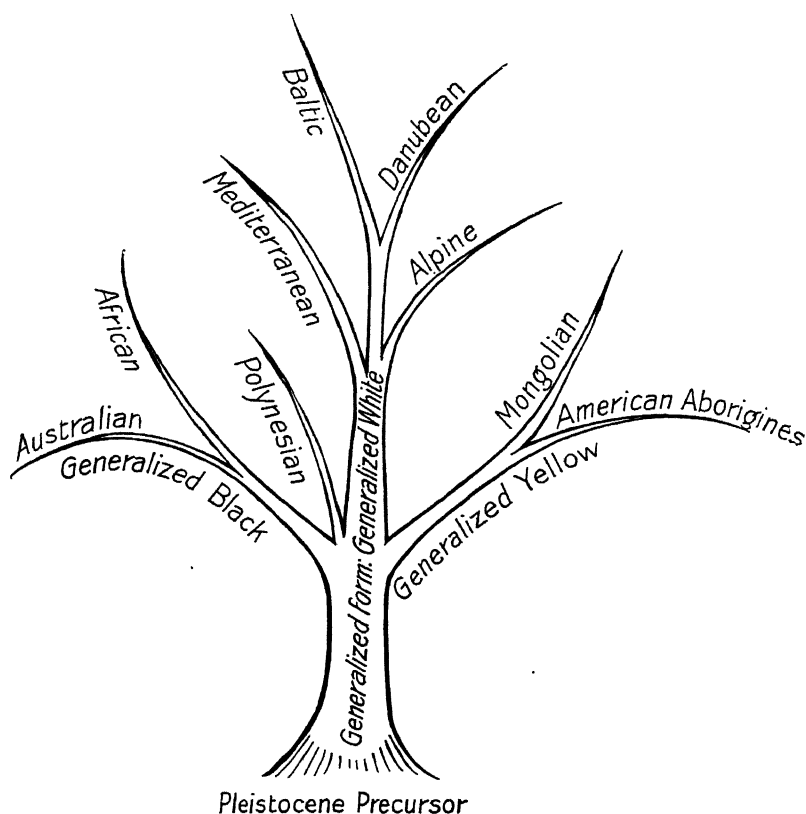 Baltic
Danubean
Mediterranean
Alpine
African
Polynesian
Mongolian
Australian
American Aborigines
Generalized Black
Generalized Yellow
Generalized form: Generalized White
Pleistocene Precursor